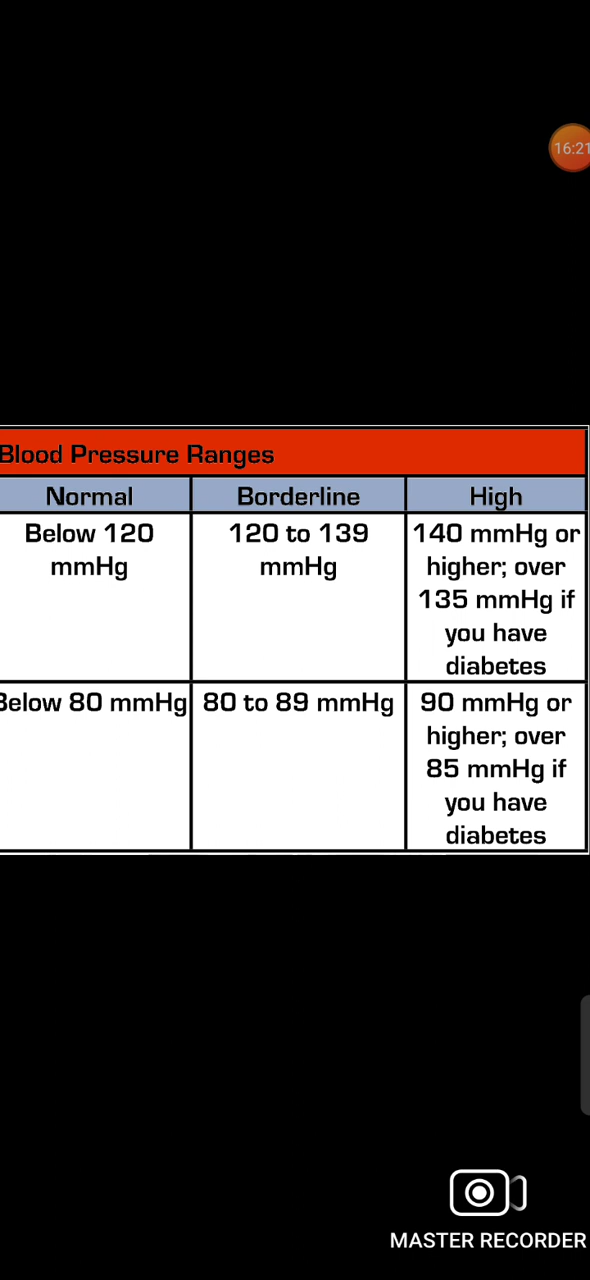 16:21
Blood Pressure Ranges
Normal Borderline High
Below 120 mmHg
120 to 139 mmHg
140 mmHg or higher; over 135 mmHg if you have diabetes
Below 80 mmHg
80 to 89 mmHg
90 mmHg or higher; over 85 mmHg if you have diabetes
MASTER RECORDER